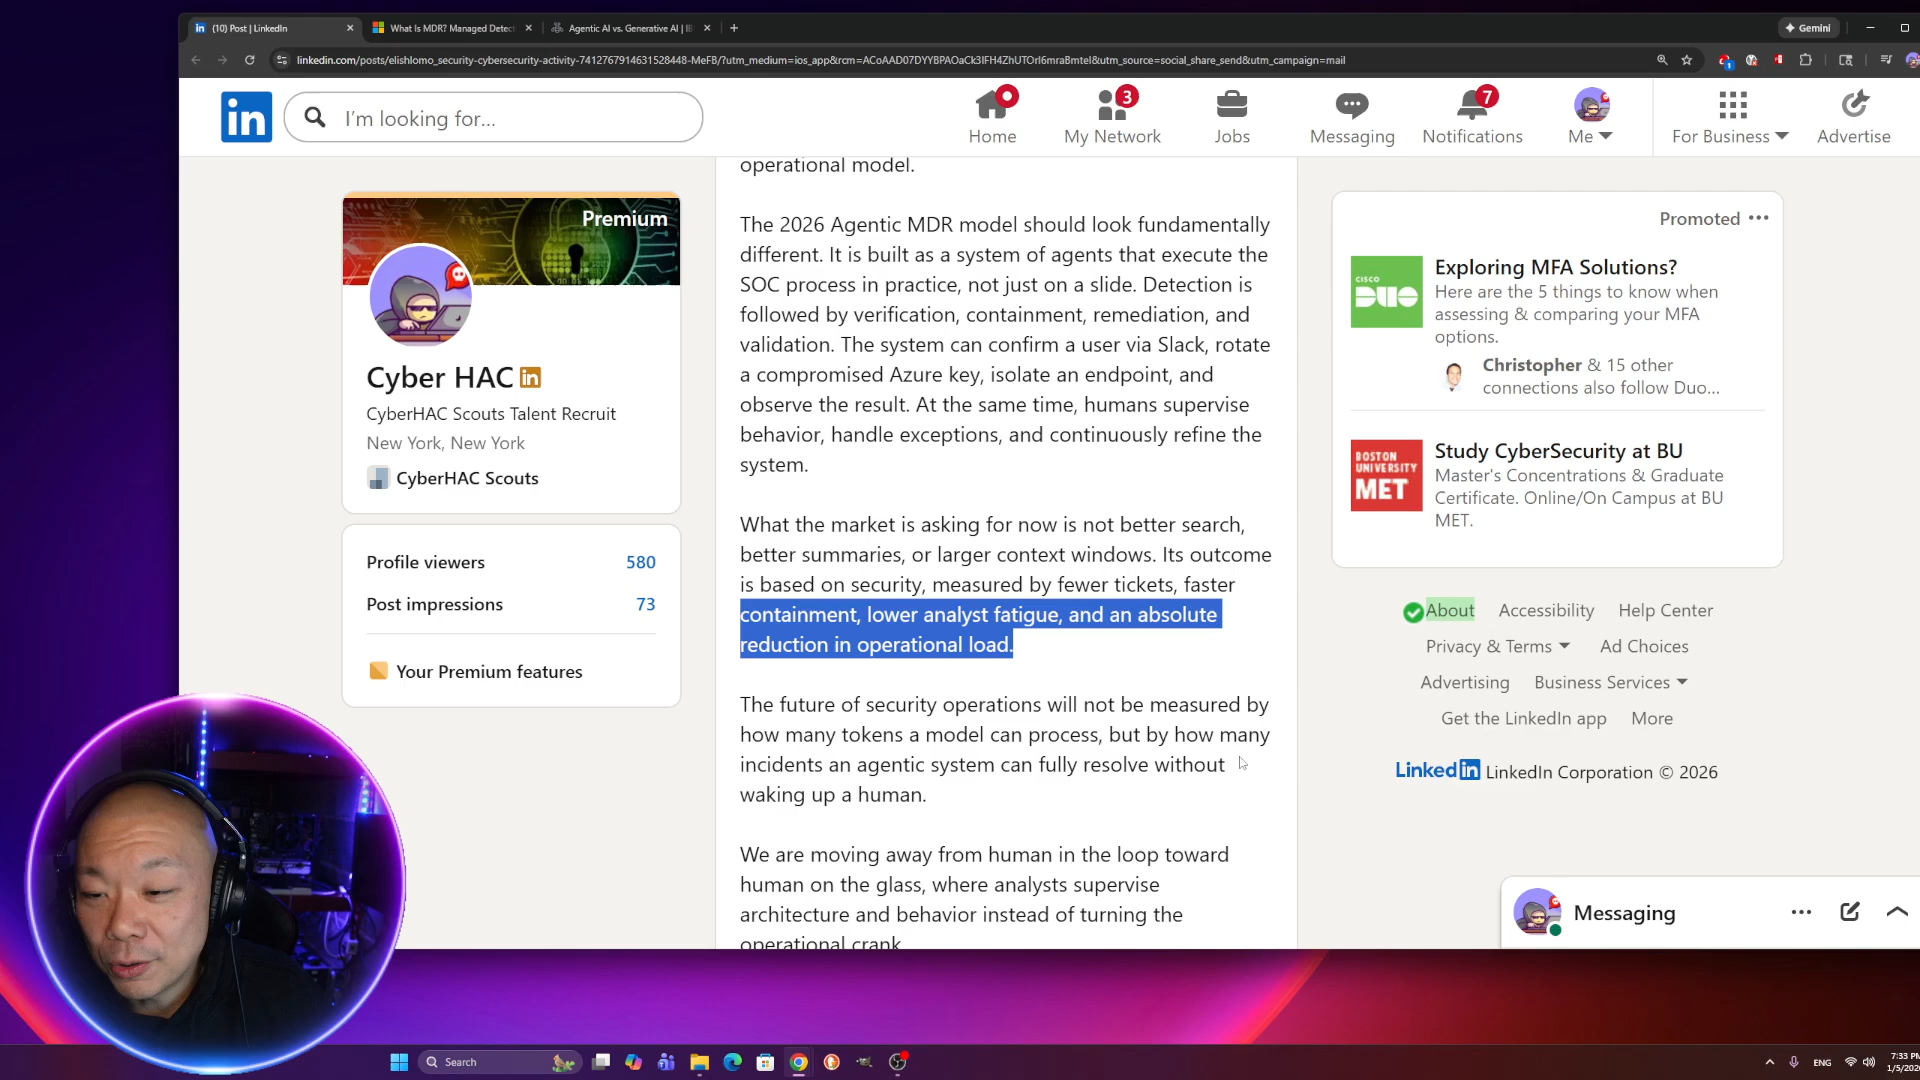 (10) Post | LinkedIn
What Is MDR? Managed Detect
Agentic AI vs. Generative AI | IB
Gemini
linkedin.com/posts/elishlomo_security-cybersecurity-activity-7412767914631528448-MeFB/?utm_medium=ios_app&rcm=ACoAAD07DYYBPAOaCk3IFH4ZhUTOrI6mraBmteI&utm_source=social_share_send&utm_campaign=mail
in
I'm looking for...
Home
3
My Network
Jobs
Messaging
7
Notifications
Me
For Business
Advertise
Premium
Cyber HAC
CyberHAC Scouts Talent Recruit
New York, New York
CyberHAC Scouts
Profile viewers 580
Post impressions 73
Your Premium features
operational model.
The 2026 Agentic MDR model should look fundamentally
different. It is built as a system of agents that execute the
SOC process in practice, not just on a slide. Detection is
followed by verification, containment, remediation, and
validation. The system can confirm a user via Slack, rotate
a compromised Azure key, isolate an endpoint, and
observe the result. At the same time, humans supervise
behavior, handle exceptions, and continuously refine the
system.
What the market is asking for now is not better search,
better summaries, or larger context windows. Its outcome
is based on security, measured by fewer tickets, faster
containment, lower analyst fatigue, and an absolute
reduction in operational load.
The future of security operations will not be measured by
how many tokens a model can process, but by how many
incidents an agentic system can fully resolve without
waking up a human.
We are moving away from human in the loop toward
human on the glass, where analysts supervise
architecture and behavior instead of turning the
operational crank
Promoted
CISCO
DUO
Exploring MFA Solutions?
Here are the 5 things to know when
assessing & comparing your MFA
options.
Christopher & 15 other
connections also follow Duo...
BOSTON
UNIVERSITY
MET
Study CyberSecurity at BU
Master's Concentrations & Graduate
Certificate. Online/On Campus at BU
MET.
About Accessibility Help Center
Privacy & Terms Ad Choices
Advertising Business Services
Get the LinkedIn app More
LinkedIn LinkedIn Corporation © 2026
Messaging
Search
ENG
7:33 PM
1/5/2026